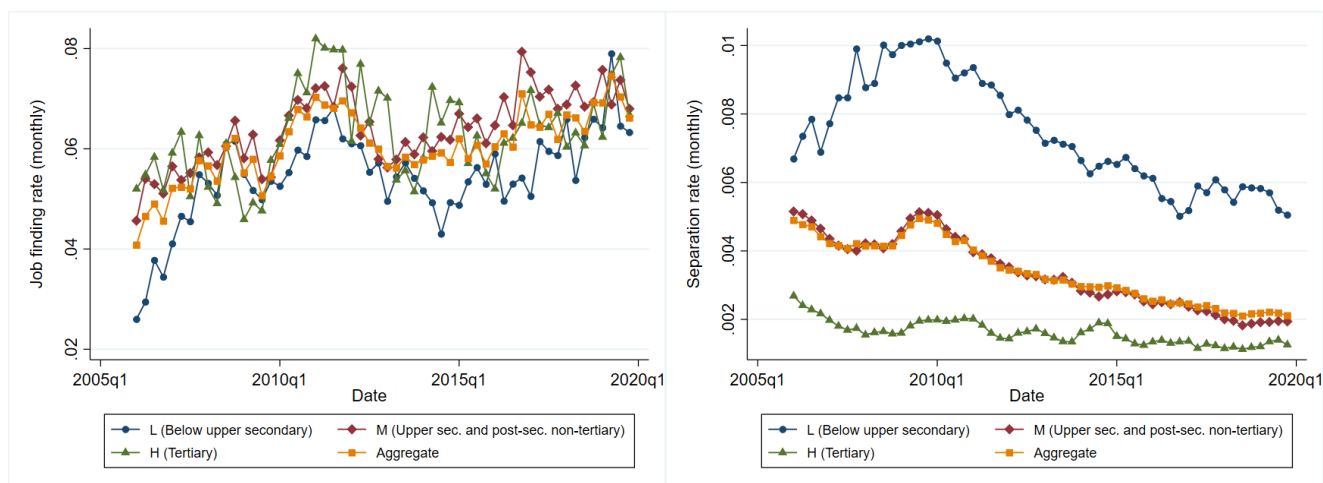 Job finding rate (monthly)
.08
.06
.04
.02
2005q1 2010q1 2015q1 2020q1
Date
L (Below upper secondary) M (Upper sec. and post-sec. non-tertiary)
H (Tertiary) Aggregate
Separation rate (monthly)
.01
.008
.006
.004
.002
2005q1 2010q1 2015q1 2020q1
Date
L (Below upper secondary) M (Upper sec. and post-sec. non-tertiary)
H (Tertiary) Aggregate